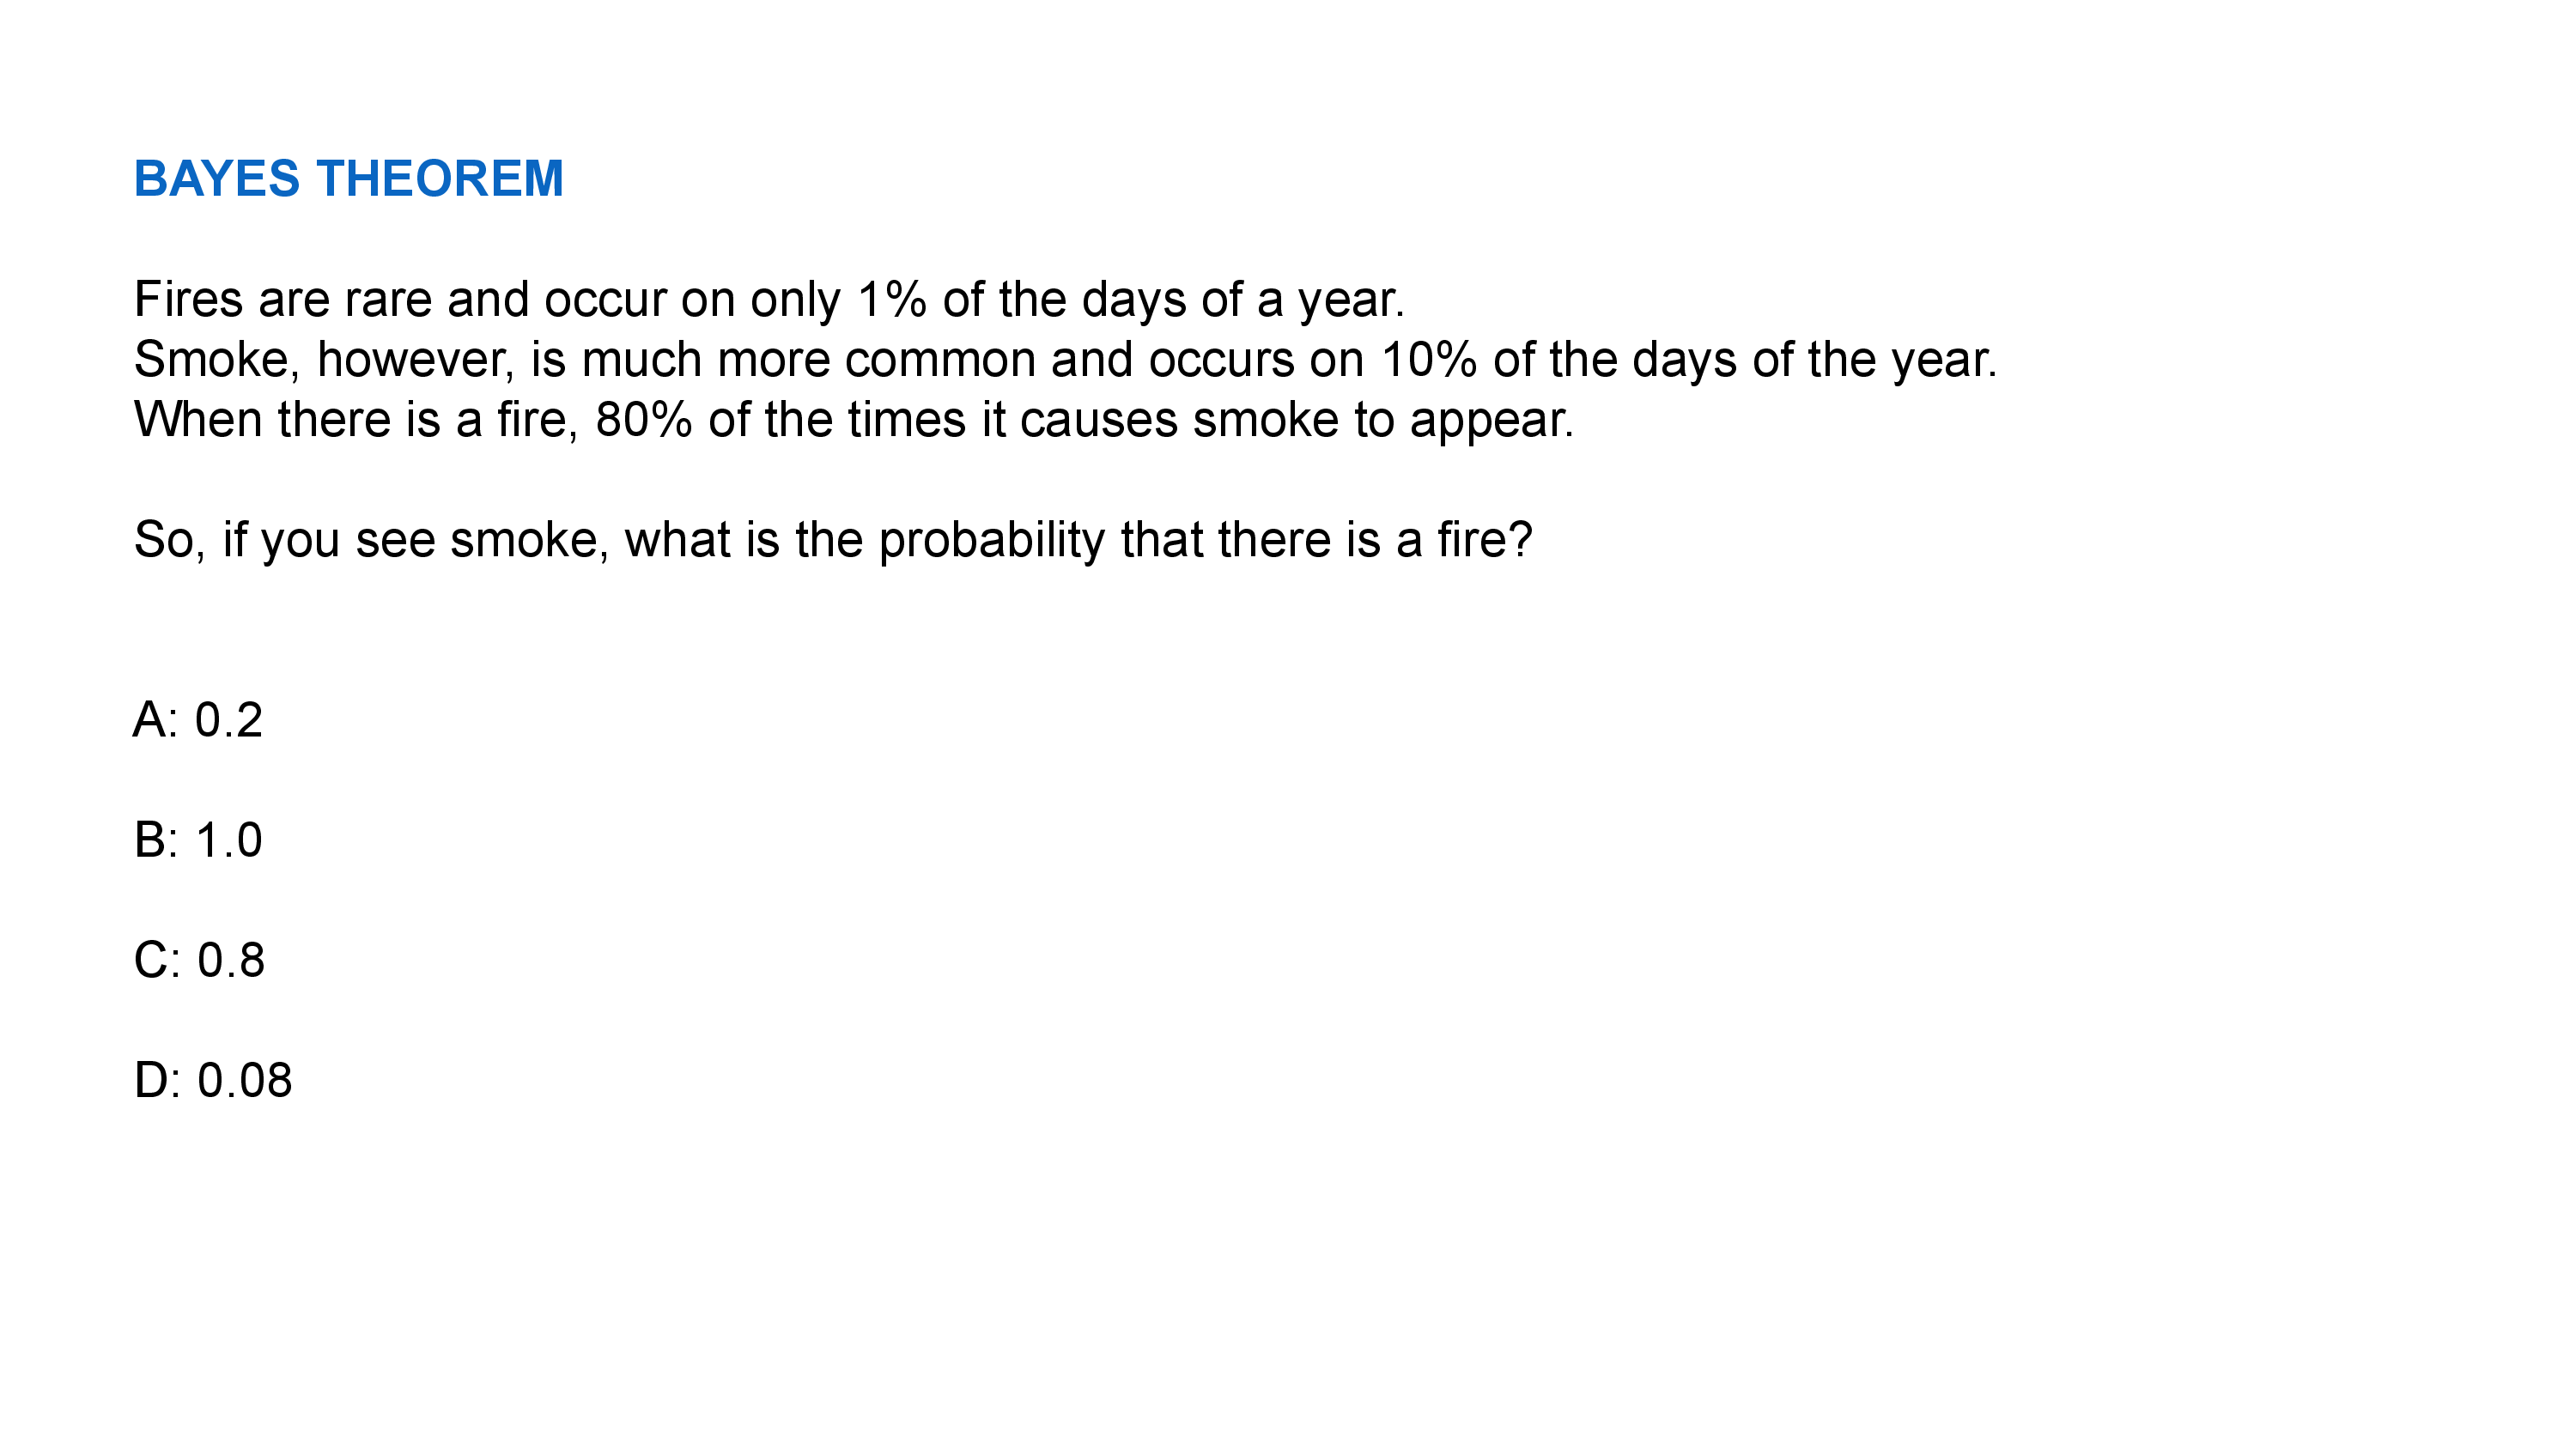 BAYES THEOREM
Fires are rare and occur on only 1% of the days of a year.
Smoke, however, is much more common and occurs on 10% of the days of the year.
When there is a fire, 80% of the times it causes smoke to appear.
So, if you see smoke, what is the probability that there is a fire?
A: 0.2
B: 1.0
C: 0.8
D: 0.08